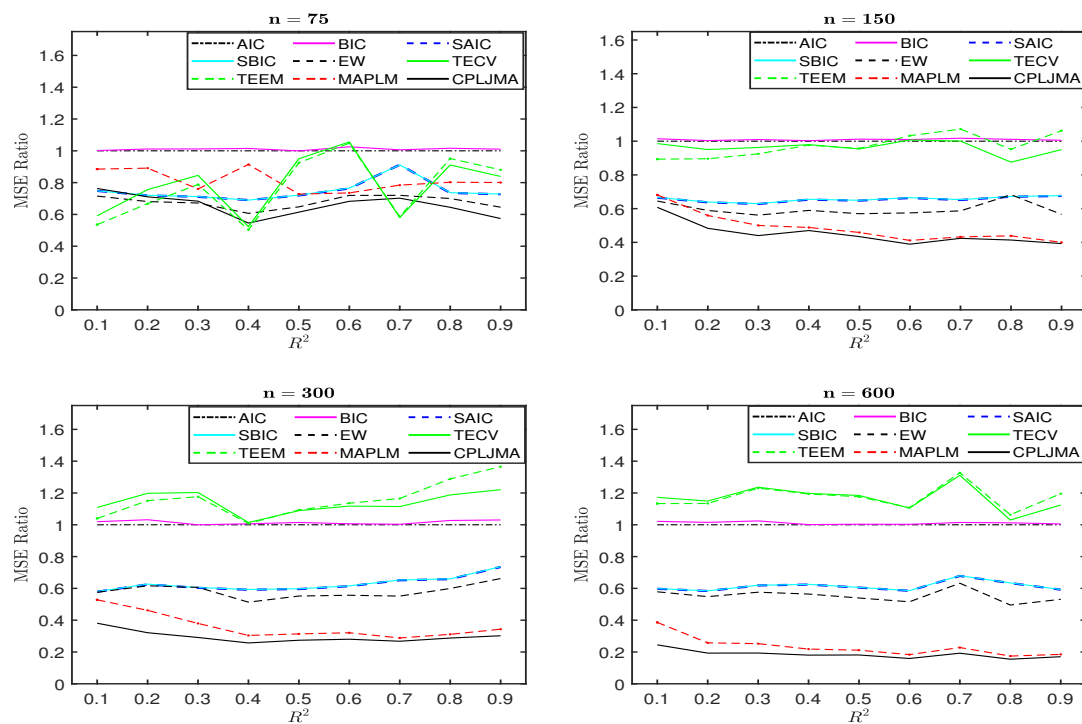 n = 75
AIC BIC SAIC
SBIC EW TECV
TEEM MAPLM CPLJMA
MSE Ratio
1.6
1.4
1.2
1
0.8
0.6
0.4
0.2
0
0.1 0.2 0.3 0.4 0.5 0.6 0.7 0.8 0.9
R²
n = 150
AIC BIC SAIC
SBIC EW TECV
TEEM MAPLM CPLJMA
MSE Ratio
1.6
1.4
1.2
1
0.8
0.6
0.4
0.2
0
0.1 0.2 0.3 0.4 0.5 0.6 0.7 0.8 0.9
R²
n = 300
AIC BIC SAIC
SBIC EW TECV
TEEM MAPLM CPLJMA
MSE Ratio
1.6
1.4
1.2
1
0.8
0.6
0.4
0.2
0
0.1 0.2 0.3 0.4 0.5 0.6 0.7 0.8 0.9
R²
n = 600
AIC BIC SAIC
SBIC EW TECV
TEEM MAPLM CPLJMA
MSE Ratio
1.6
1.4
1.2
1
0.8
0.6
0.4
0.2
0
0.1 0.2 0.3 0.4 0.5 0.6 0.7 0.8 0.9
R²